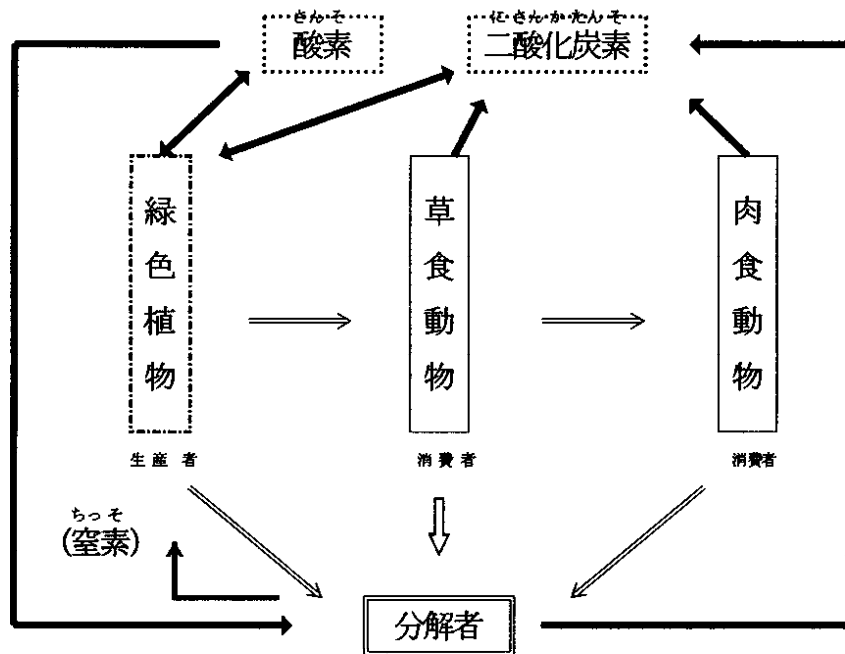 さんそ
酸素
にさんかたんそ
二酸化炭素
緑色植物
草食動物
肉食動物
生産者
消費者
消費者
ちっそ
(窒素)
分解者